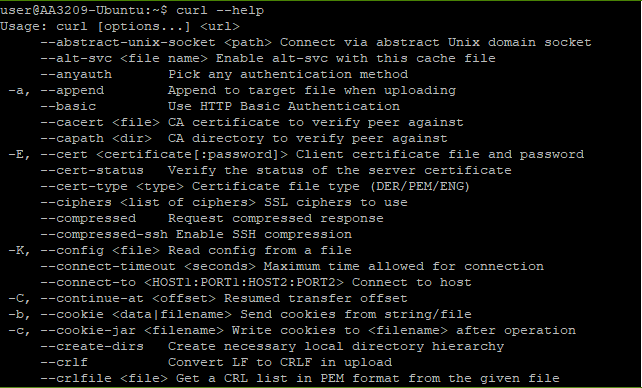 user@AA3209-Ubuntu:~$ curl --help
Usage: curl [options...] <url>
     --abstract-unix-socket <path> Connect via abstract Unix domain socket
     --alt-svc <file name> Enable alt-svc with this cache file
     --anyauth       Pick any authentication method
 -a, --append        Append to target file when uploading
     --basic         Use HTTP Basic Authentication
     --cacert <file> CA certificate to verify peer against
     --capath <dir>  CA directory to verify peer against
 -E, --cert <certificate[:password]> Client certificate file and password
     --cert-status   Verify the status of the server certificate
     --cert-type <type> Certificate file type (DER/PEM/ENG)
     --ciphers <list of ciphers> SSL ciphers to use
     --compressed    Request compressed response
     --compressed-ssh Enable SSH compression
 -K, --config <file> Read config from a file
     --connect-timeout <seconds> Maximum time allowed for connection
     --connect-to <HOST1:PORT1:HOST2:PORT2> Connect to host
 -C, --continue-at <offset> Resumed transfer offset
 -b, --cookie <data|filename> Send cookies from string/file
 -c, --cookie-jar <filename> Write cookies to <filename> after operation
     --create-dirs   Create necessary local directory hierarchy
     --crlf          Convert LF to CRLF in upload
     --crlfile <file> Get a CRL list in PEM format from the given file